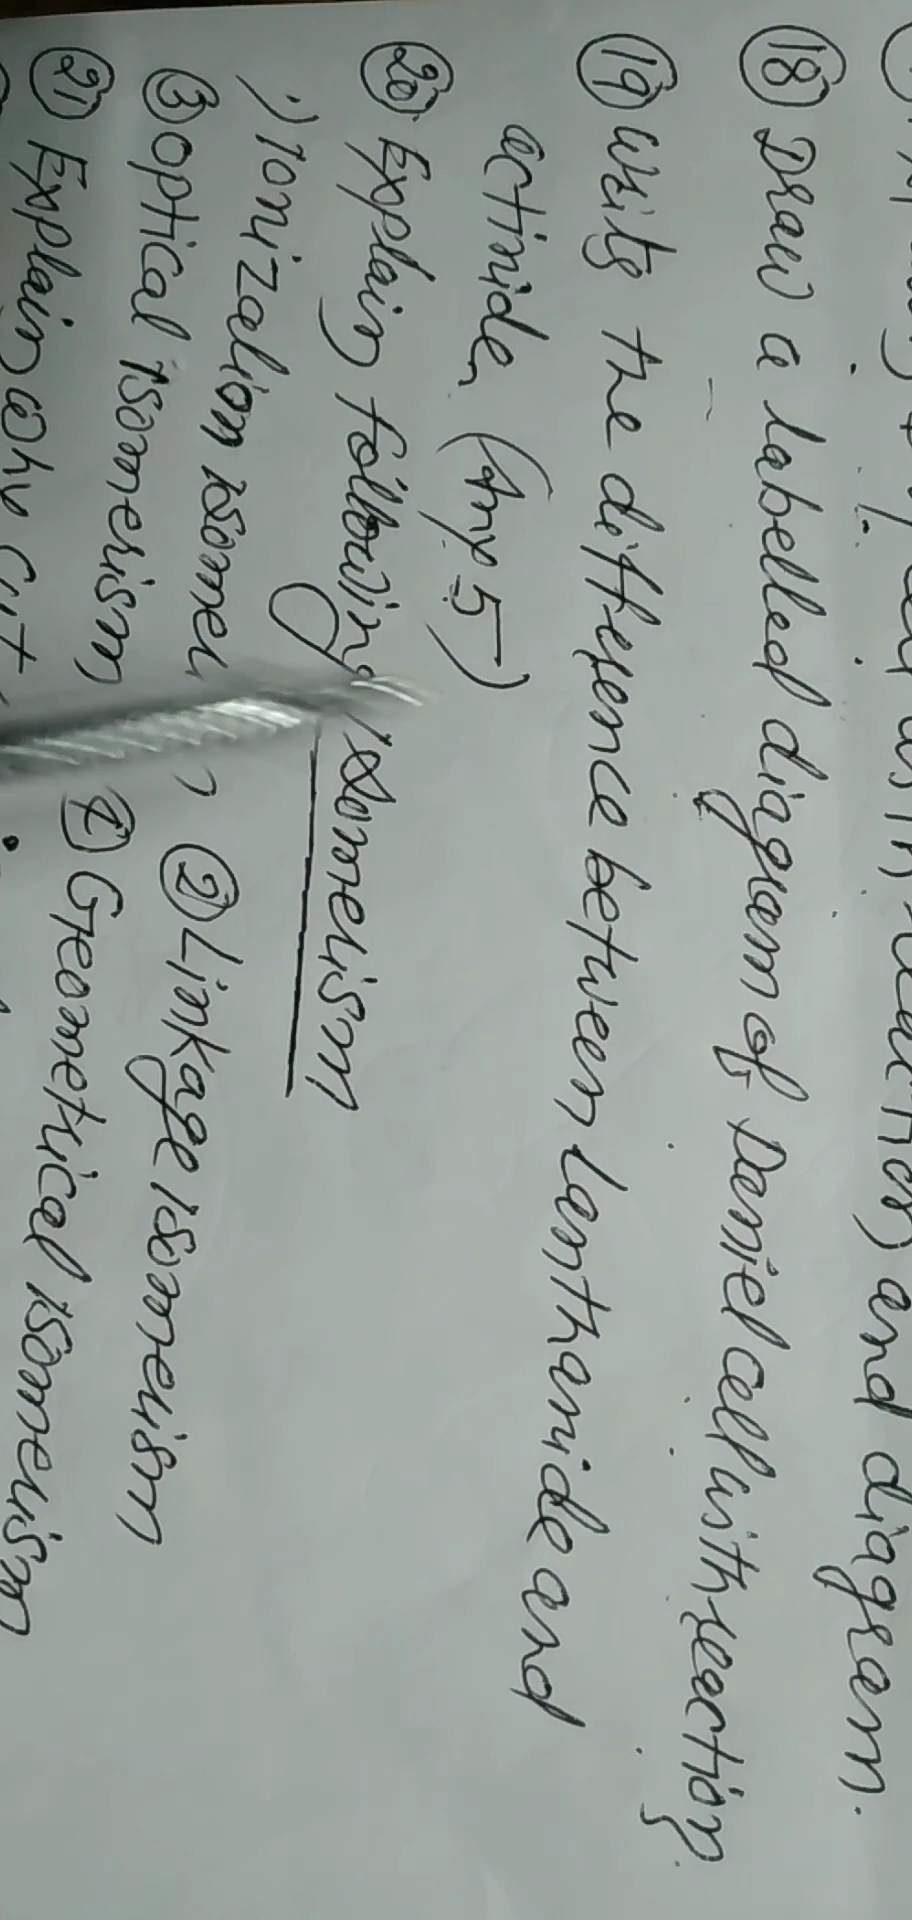 and diagram.
(18) Draw a labelled diagram of Daniel cell with reaction.
(19) write the difference between Lanthanide and
actinide (Any-5)
(20) Explain following Isomerism
1) Ionization isomer , (2) Linkage isomerism
(3) optical isomerism (4) Geometrical isomerism
(21) Explain why